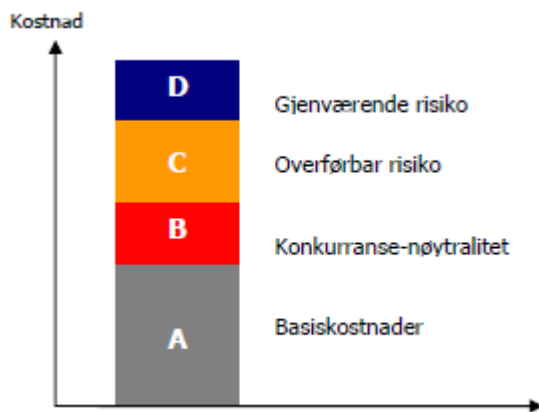 Kostnad
D
Gjenværende risiko
C
Overførbar risiko
B
Konkurranse-nøytralitet
A
Basiskostnader